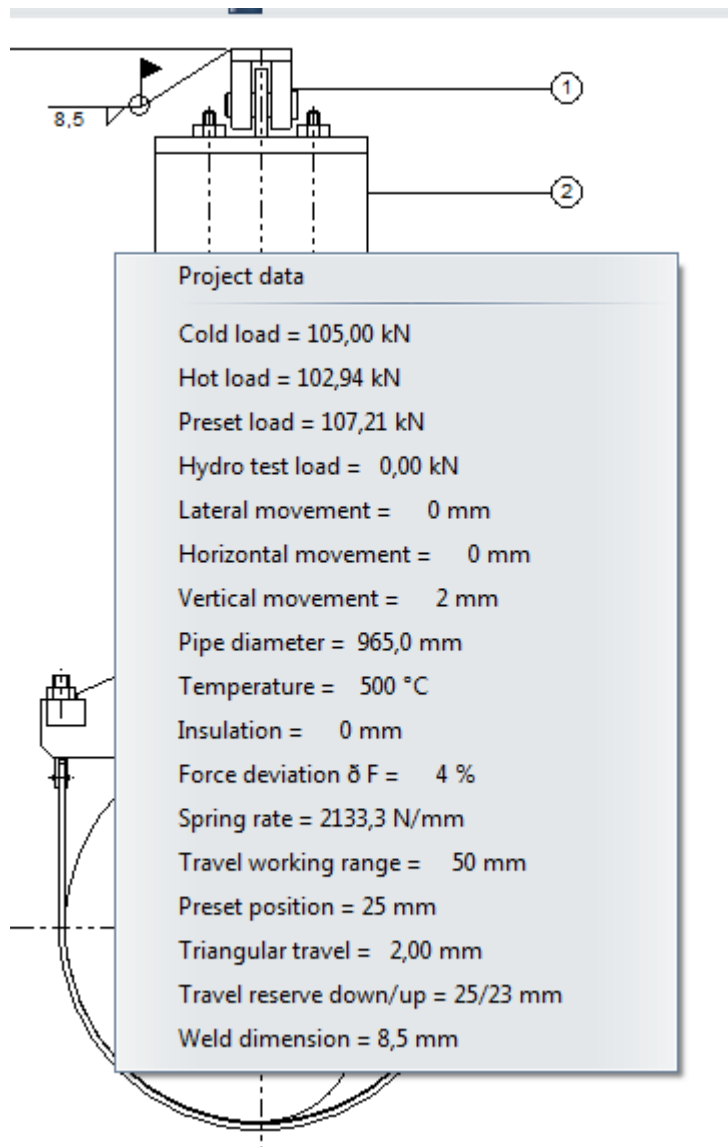 1
8,5
2
Project data
Cold load = 105,00 kN
Hot load = 102,94 kN
Preset load = 107,21 kN
Hydro test load = 0,00 kN
Lateral movement = 0 mm
Horizontal movement = 0 mm
Vertical movement = 2 mm
Pipe diameter = 965,0 mm
Temperature = 500 °C
Insulation = 0 mm
Force deviation ð F = 4 %
Spring rate = 2133,3 N/mm
Travel working range = 50 mm
Preset position = 25 mm
Triangular travel = 2,00 mm
Travel reserve down/up = 25/23 mm
Weld dimension = 8,5 mm